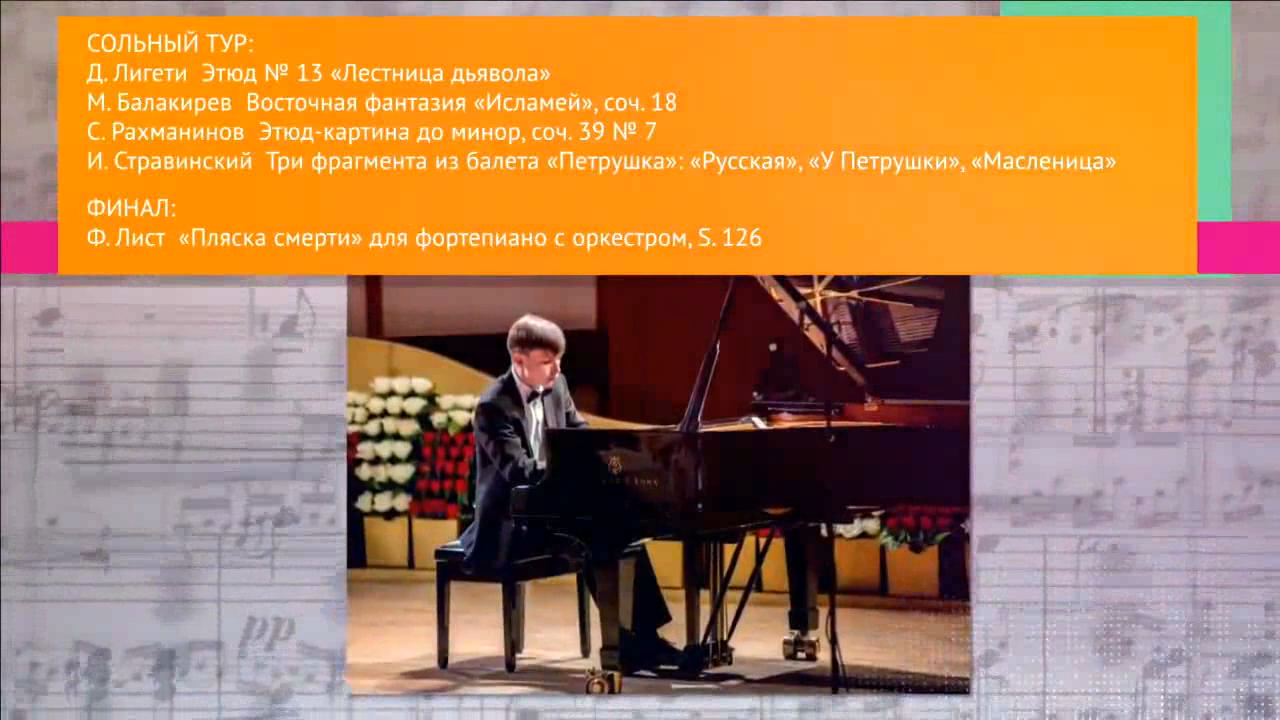 СОЛЬНЫЙ ТУР:
Д. Лигети Этюд № 13 «Лестница дьявола»
М. Балакирев Восточная фантазия «Исламей», соч. 18
С. Рахманинов Этюд-картина до минор, соч. 39 № 7
И. Стравинский Три фрагмента из балета «Петрушка»: «Русская», «У Петрушки», «Масленица»
ФИНАЛ:
Ф. Лист «Пляска смерти» для фортепиано с оркестром, S. 126
pp